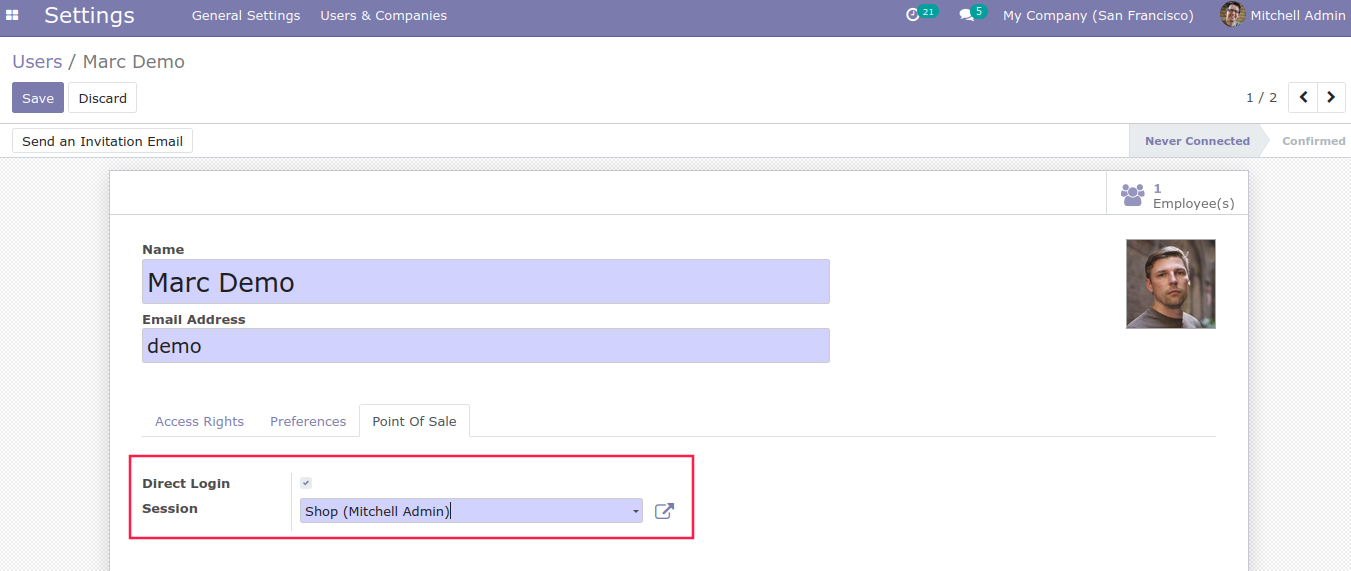 Settings General Settings Users & Companies 21 5 My Company (San Francisco) Mitchell Admin
Users / Marc Demo
Save Discard 1 / 2
Send an Invitation Email Never Connected Confirmed
1
Employee(s)
Name
Marc Demo
Email Address
demo
Access Rights Preferences Point Of Sale
Direct Login
Session Shop (Mitchell Admin)